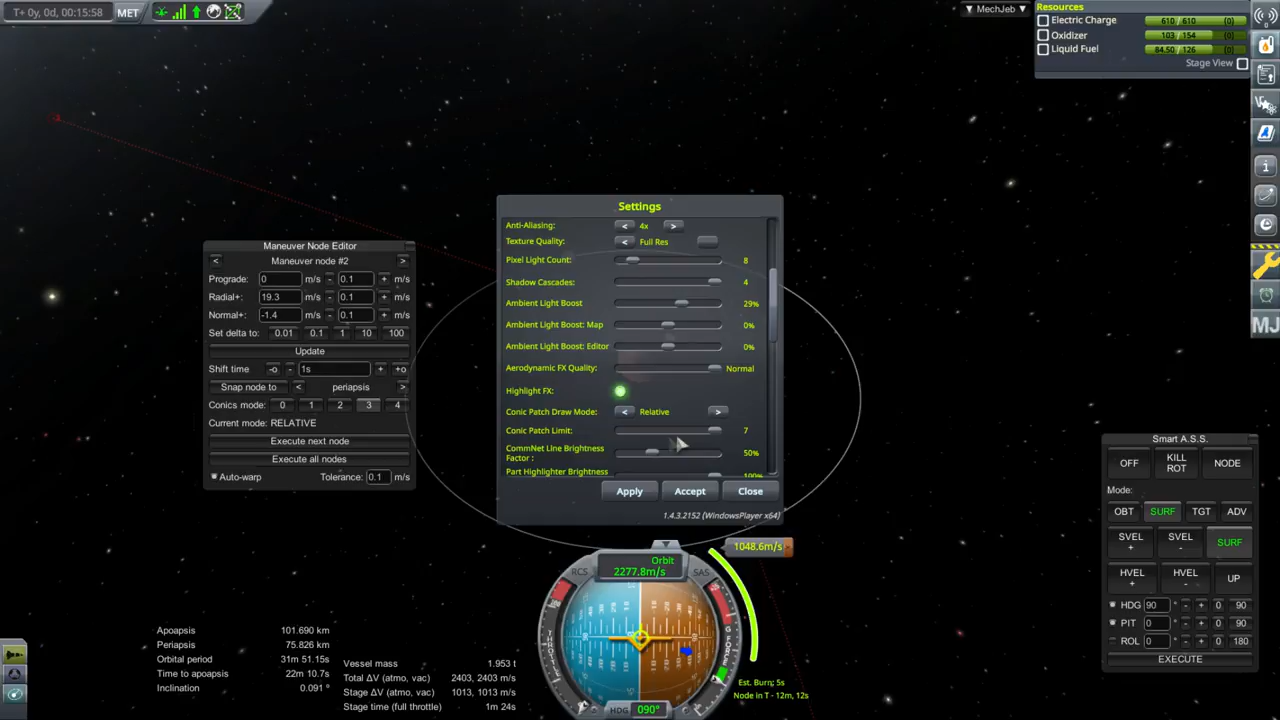 T+ 0y, 0d, 00:15:58 MET
▼ MechJeb ▼
Resources
Electric Charge 610 / 610 (0)
Oxidizer 103 / 154 (0)
Liquid Fuel 84.50 / 126 (0)
Stage View
Maneuver Node Editor
< Maneuver node #2 >
Prograde: 0 m/s - 0.1 + m/s
Radial+: 19.3 m/s - 0.1 + m/s
Normal+: -1.4 m/s - 0.1 + m/s
Set delta to: 0.01 0.1 1 10 100
Update
Shift time -o - 1s + +o
Snap node to < periapsis >
Conics mode: 0 1 2 3 4
Current mode: RELATIVE
Execute next node
Execute all nodes
Auto-warp Tolerance: 0.1 m/s
Settings
Anti-Aliasing: < 4x >
Texture Quality: < Full Res
Pixel Light Count: 8
Shadow Cascades: 4
Ambient Light Boost 29%
Ambient Light Boost: Map 0%
Ambient Light Boost: Editor 0%
Aerodynamic FX Quality: Normal
Highlight FX:
Conic Patch Draw Mode: < Relative >
Conic Patch Limit: 7
CommNet LIne Brightness Factor : 50%
Part Highlighter Brightness 100%
Apply Accept Close
1.4.3.2152 (WindowsPlayer x64)
Smart A.S.S.
OFF KILL ROT NODE
Mode:
OBT SURF TGT ADV
SVEL + SVEL - SURF
HVEL + HVEL - UP
HDG 90 ° - + 0 90
PIT 0 ° - + 0 90
ROL 0 ° - + 0 180
EXECUTE
MJ
1048.6m/s
RCS Orbit SAS
2277.8m/s
HDG 090°
Est. Burn; 5s
Node in T - 12m, 12s
Apoapsis 101.690 km
Periapsis 75.826 km
Orbital period 31m 51.15s
Time to apoapsis 22m 10.7s
Inclination 0.091 °
Vessel mass 1.953 t
Total ΔV (atmo, vac) 2403, 2403 m/s
Stage ΔV (atmo, vac) 1013, 1013 m/s
Stage time (full throttle) 1m 24s